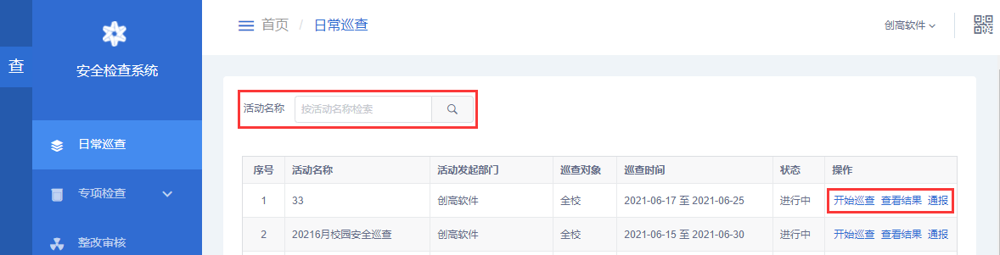 查
安全检查系统
日常巡查
专项检查
整改审核
首页 / 日常巡查
创高软件
活动名称 按活动名称检索
序号 活动名称 活动发起部门 巡查对象 巡查时间 状态 操作
1 33 创高软件 全校 2021-06-17 至 2021-06-25 进行中 开始巡查 查看结果 通报
2 20216月校园安全巡查 创高软件 全校 2021-06-15 至 2021-06-30 进行中 开始巡查 查看结果 通报